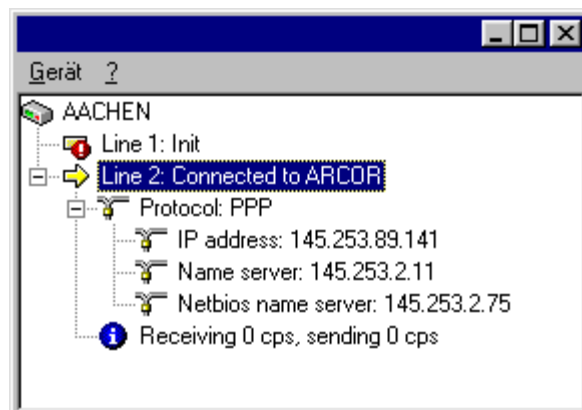 Gerät ?
AACHEN
Line 1: Init
Line 2: Connected to ARCOR
Protocol: PPP
IP address: 145.253.89.141
Name server: 145.253.2.11
Netbios name server: 145.253.2.75
Receiving 0 cps, sending 0 cps